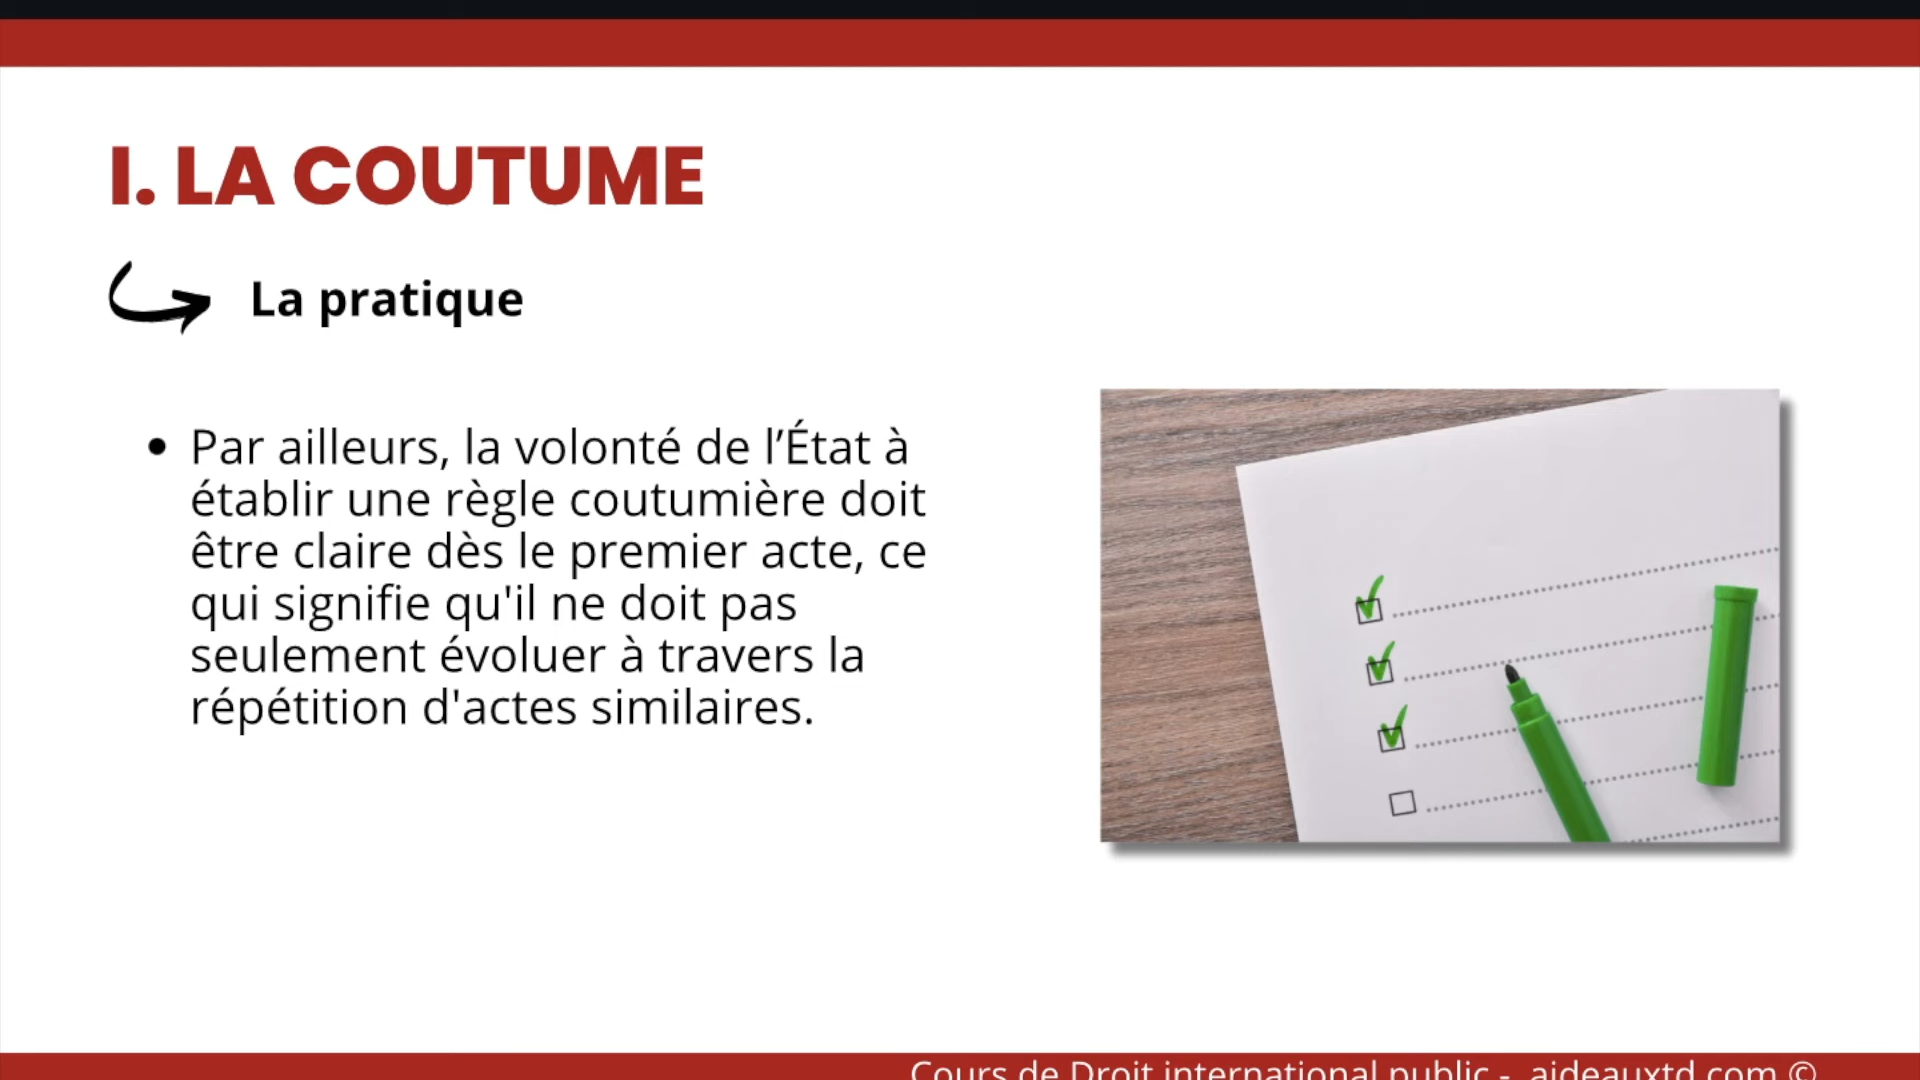 I. LA COUTUME
La pratique
• Par ailleurs, la volonté de l’État à
établir une règle coutumière doit
être claire dès le premier acte, ce
qui signifie qu'il ne doit pas
seulement évoluer à travers la
répétition d'actes similaires.
Cours de Droit international public - aideauxtd.com ©